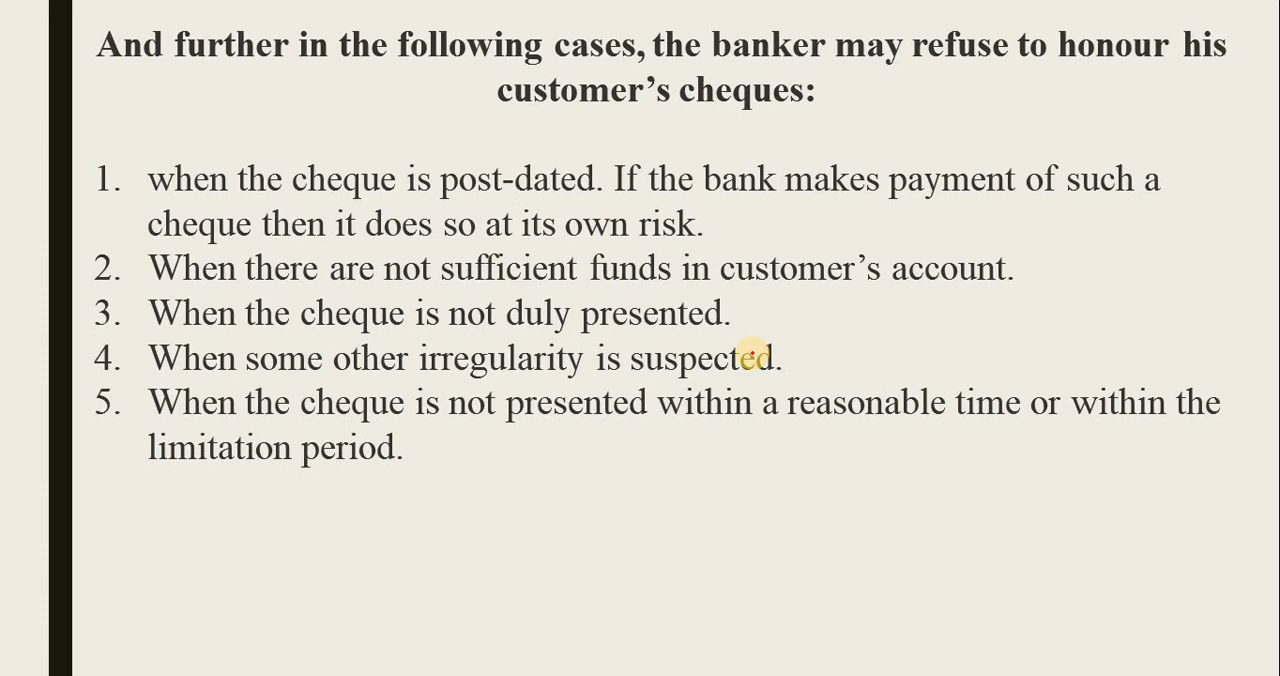 And further in the following cases, the banker may refuse to honour his
customer’s cheques:
1. when the cheque is post-dated. If the bank makes payment of such a
cheque then it does so at its own risk.
2. When there are not sufficient funds in customer’s account.
3. When the cheque is not duly presented.
4. When some other irregularity is suspected.
5. When the cheque is not presented within a reasonable time or within the
limitation period.